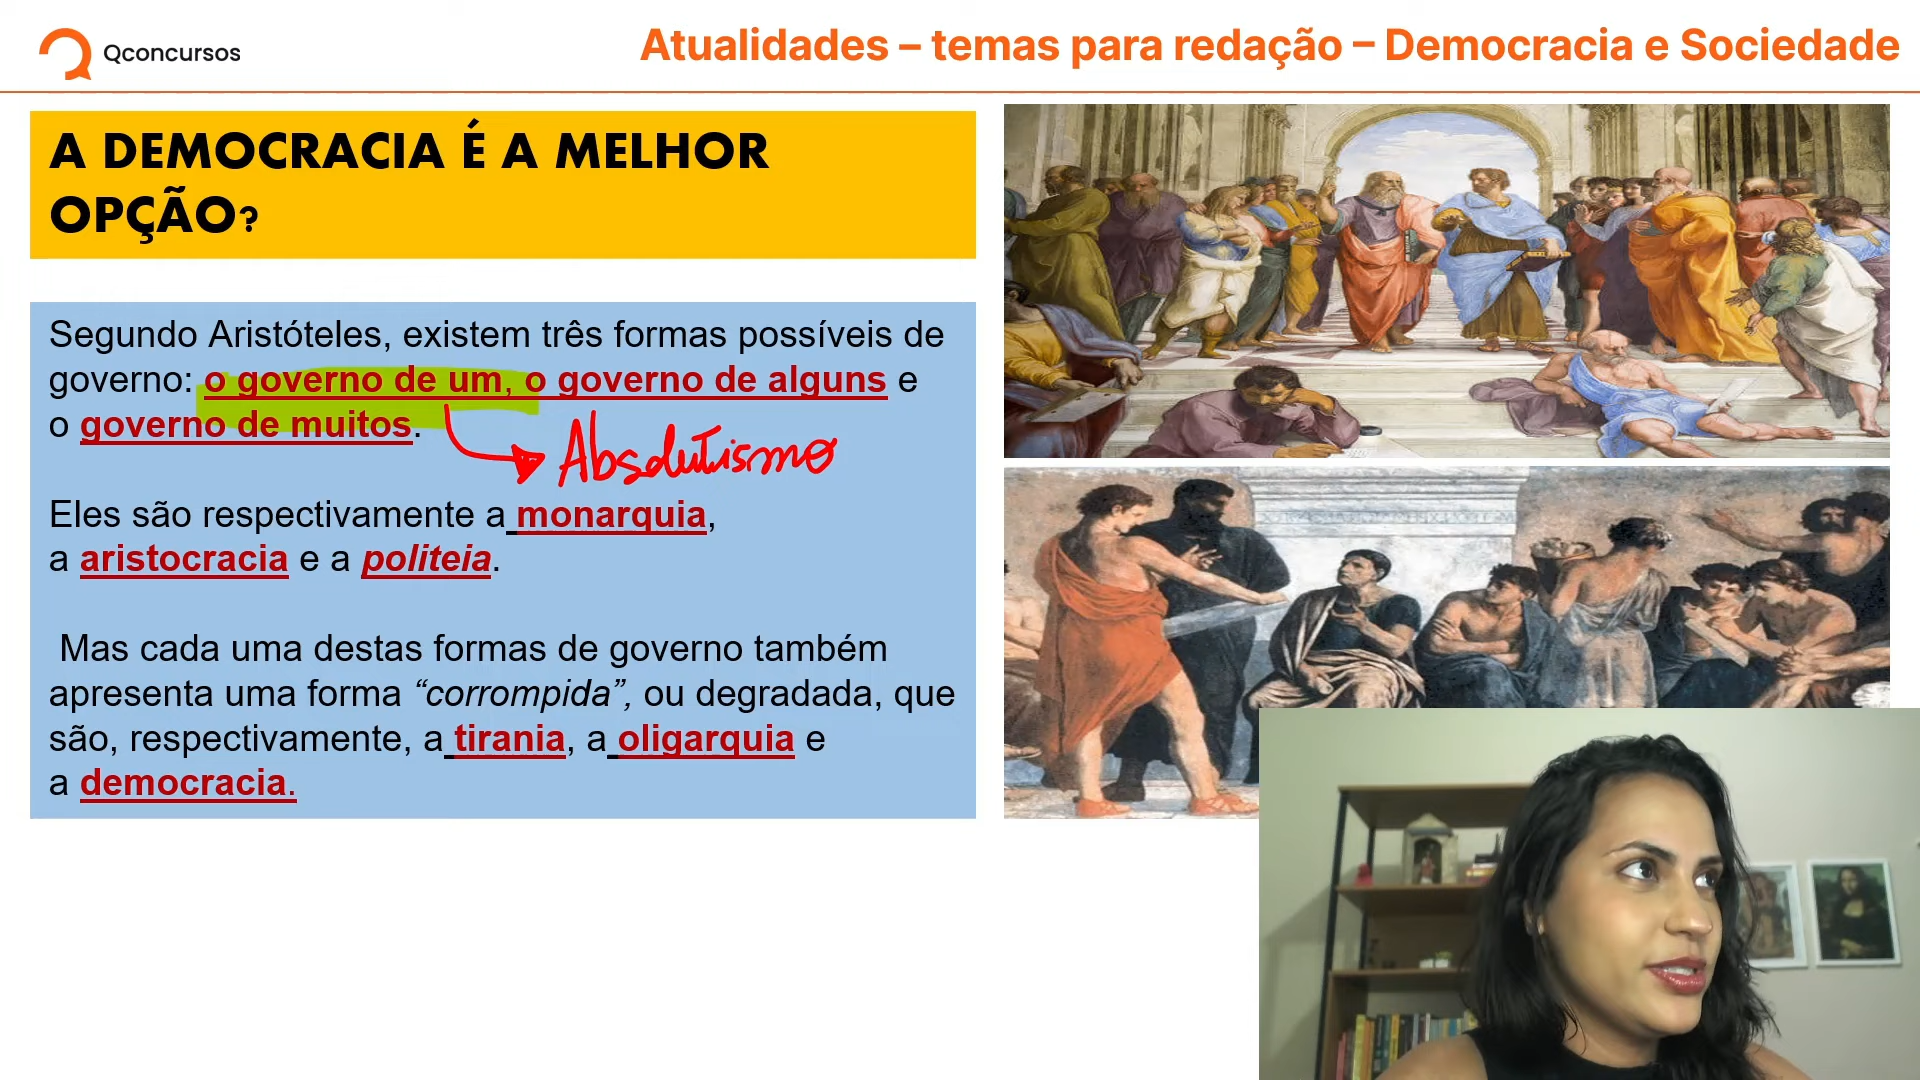 Qconcursos
Atualidades – temas para redação – Democracia e Sociedade
A DEMOCRACIA É A MELHOR
OPÇÃO?
Segundo Aristóteles, existem três formas possíveis de
governo: o governo de um, o governo de alguns e
o governo de muitos.
Absolutismo
Eles são respectivamente a monarquia,
a aristocracia e a politeia.
Mas cada uma destas formas de governo também
apresenta uma forma “corrompida”, ou degradada, que
são, respectivamente, a tirania, a oligarquia e
a democracia.